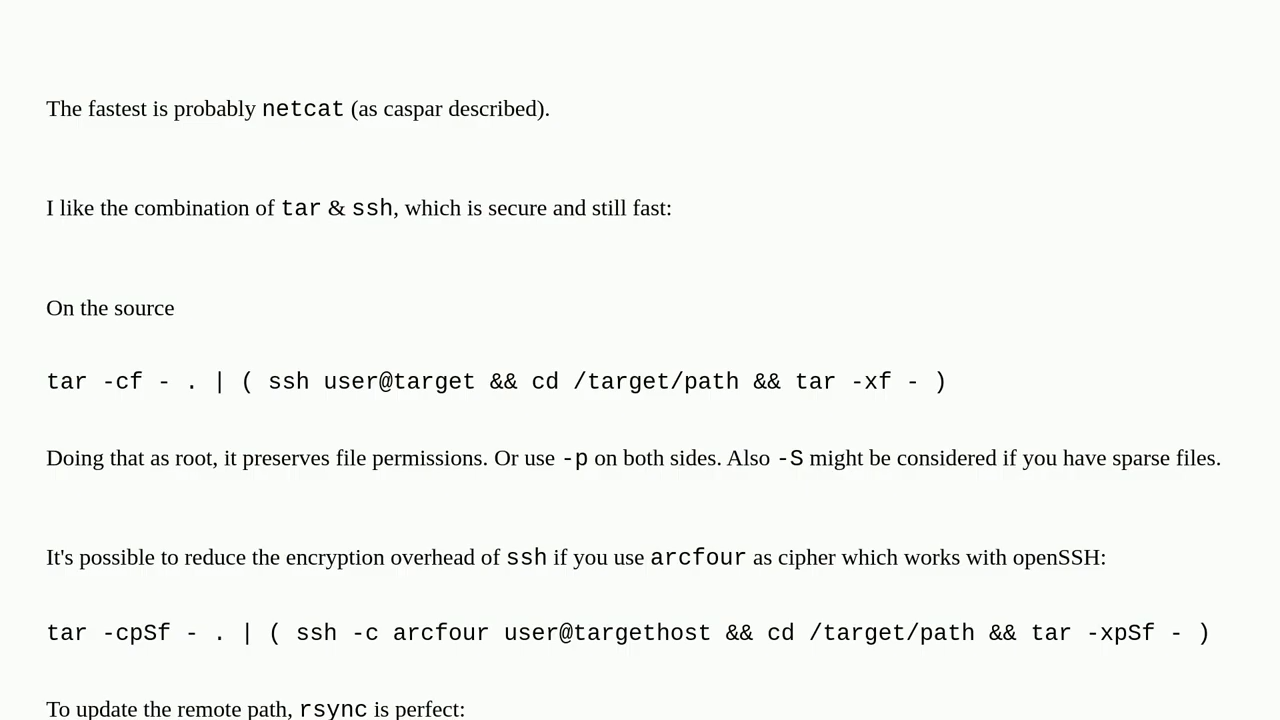 The fastest is probably netcat (as caspar described).
I like the combination of tar & ssh, which is secure and still fast:
On the source
tar -cf - . | ( ssh user@target && cd /target/path && tar -xf - )
Doing that as root, it preserves file permissions. Or use -p on both sides. Also -S might be considered if you have sparse files.
It's possible to reduce the encryption overhead of ssh if you use arcfour as cipher which works with openSSH:
tar -cpSf - . | ( ssh -c arcfour user@targethost && cd /target/path && tar -xpSf - )
To update the remote path, rsync is perfect: